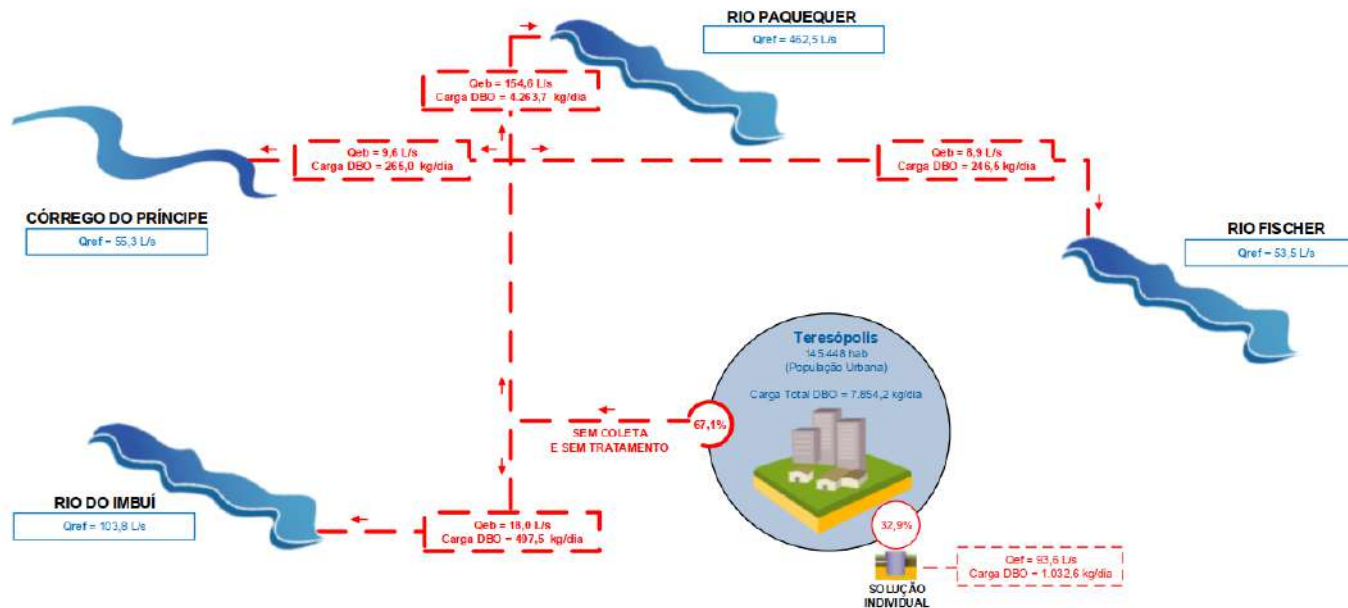 RIO PAQUEQUER
Qref = 462,5 L/s
Qeb = 154,6 L/s
Carga DBO = 4.263,7 kg/dia
Qeb = 9,6 L/s
Carga DBO = 266,0 kg/dia
Qeb = 8,9 L/s
Carga DBO = 246,5 kg/dia
CÓRREGO DO PRÍNCIPE
Qref = 55,3 L/s
RIO FISCHER
Qref = 53,5 L/s
Teresópolis
145.448 hab
(População Urbana)
Carga Total DBO = 7.854,2 kg/dia
67,1%
SEM COLETA
E SEM TRATAMENTO
RIO DO IMBUÍ
Qref = 103,8 L/s
Qeb = 18,0 L/s
Carga DBO = 497,5 kg/dia
32,9%
SOLUÇÃO
INDIVIDUAL
Qef = 93,6 L/s
Carga DBO = 1.032,6 kg/dia